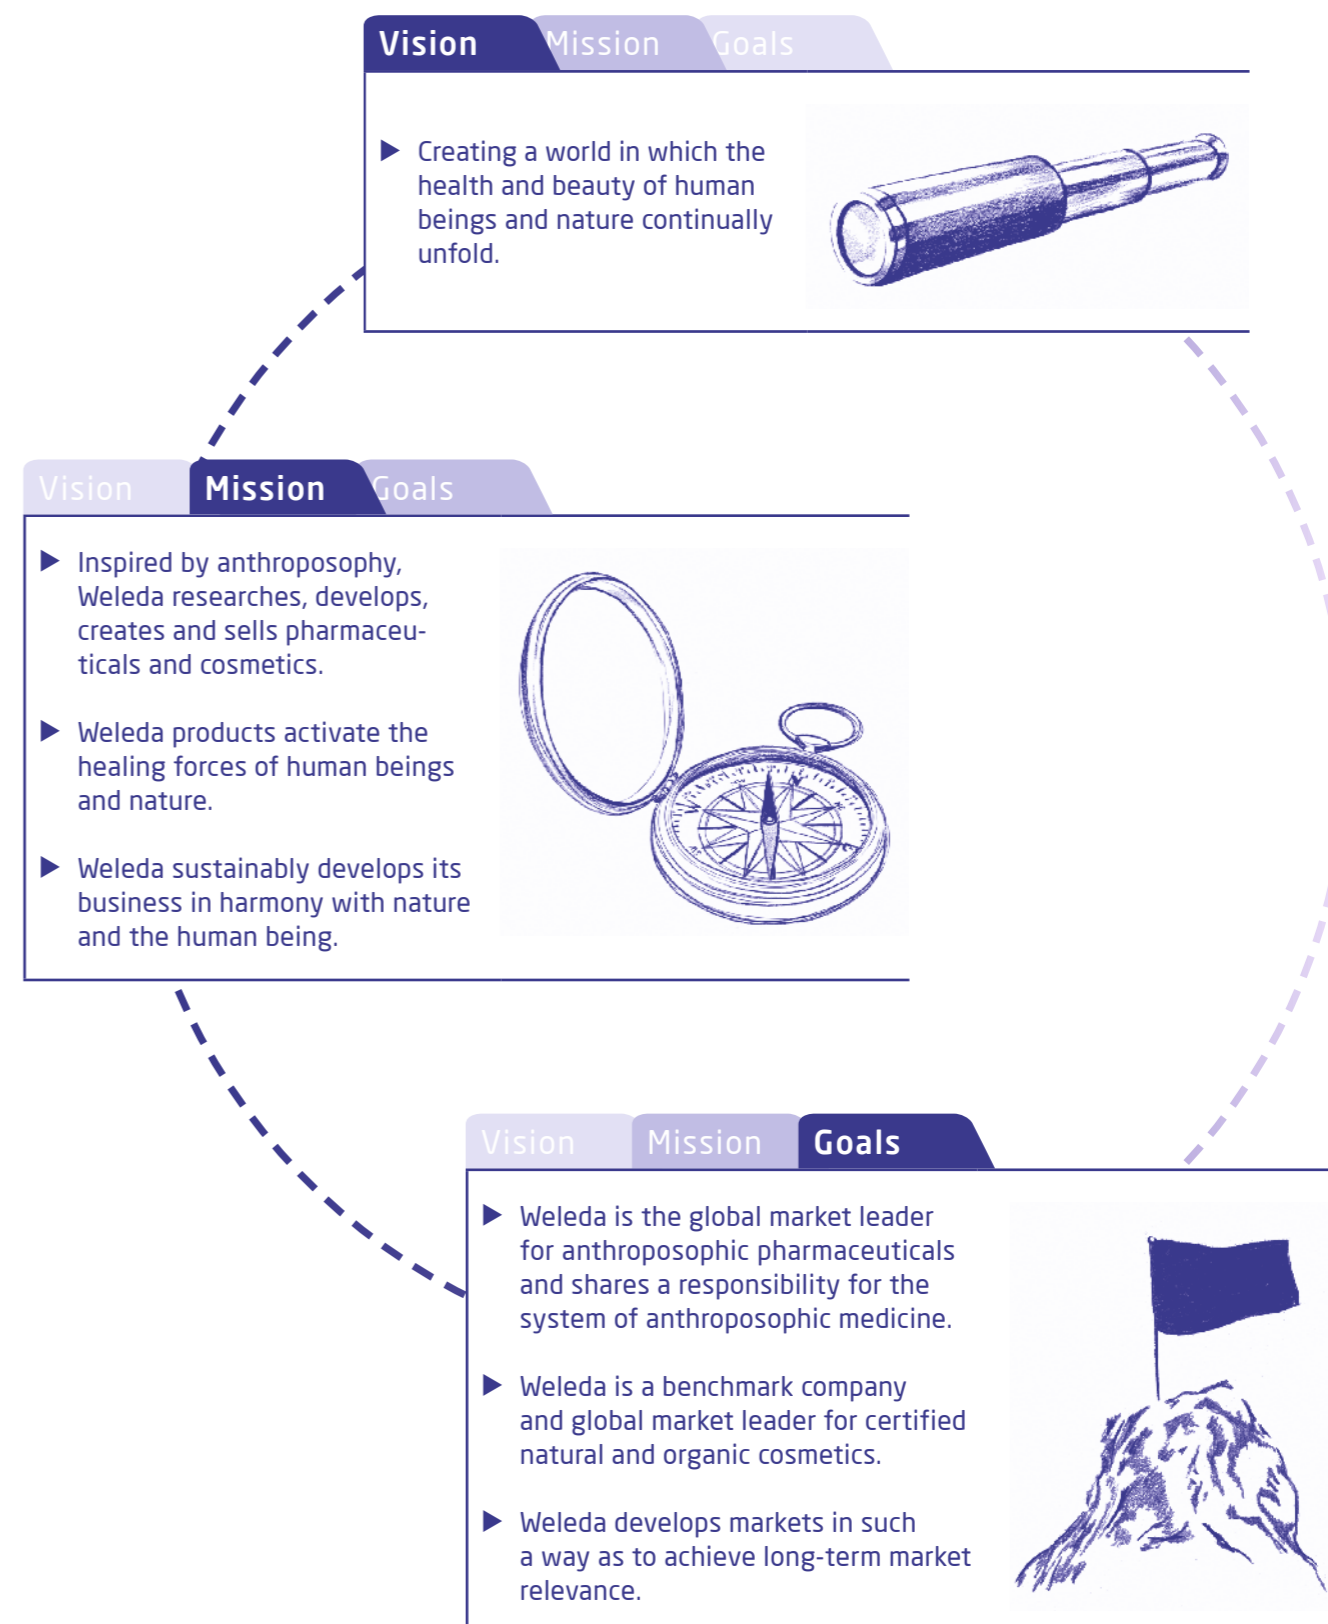 Vision Mission Goals
Creating a world in which the
health and beauty of human
beings and nature continually
unfold.
Vision Mission Goals
Inspired by anthroposophy,
Weleda researches, develops,
creates and sells pharmaceu-
ticals and cosmetics.
Weleda products activate the
healing forces of human beings
and nature.
Weleda sustainably develops its
business in harmony with nature
and the human being.
N
W
E
Vision Mission Goals
Weleda is the global market leader
for anthroposophic pharmaceuticals
and shares a responsibility for the
system of anthroposophic medicine.
Weleda is a benchmark company
and global market leader for certified
natural and organic cosmetics.
Weleda develops markets in such
a way as to achieve long-term market
relevance.